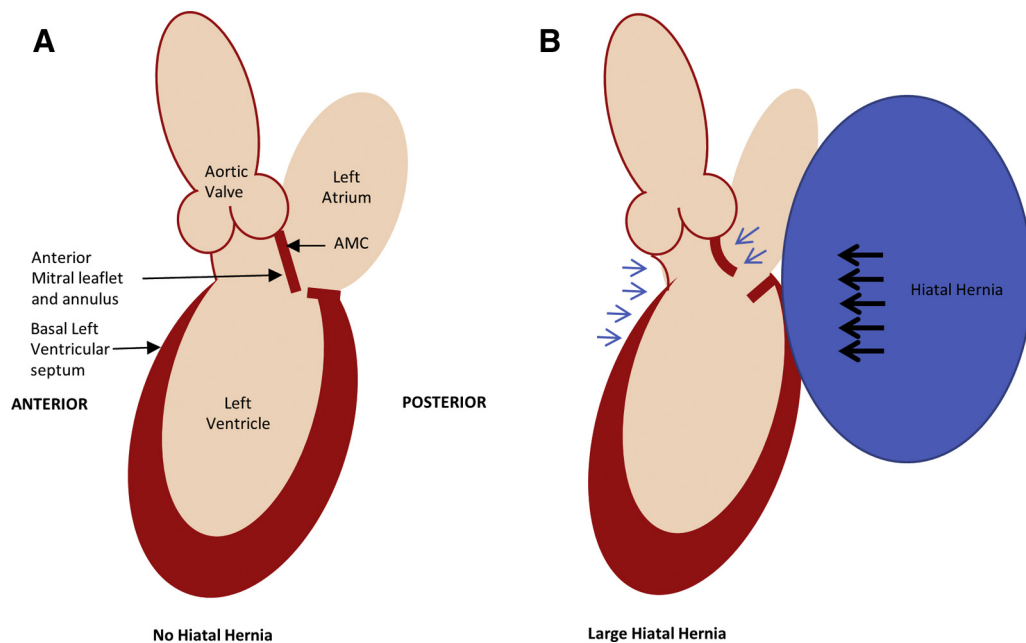 A
B
Aortic
Valve
Left
Atrium
AMC
Anterior
Mitral leaflet
and annulus
Hiatal Hernia
Basal Left
Ventricular
septum
ANTERIOR
POSTERIOR
Left
Ventricle
No Hiatal Hernia
Large Hiatal Hernia